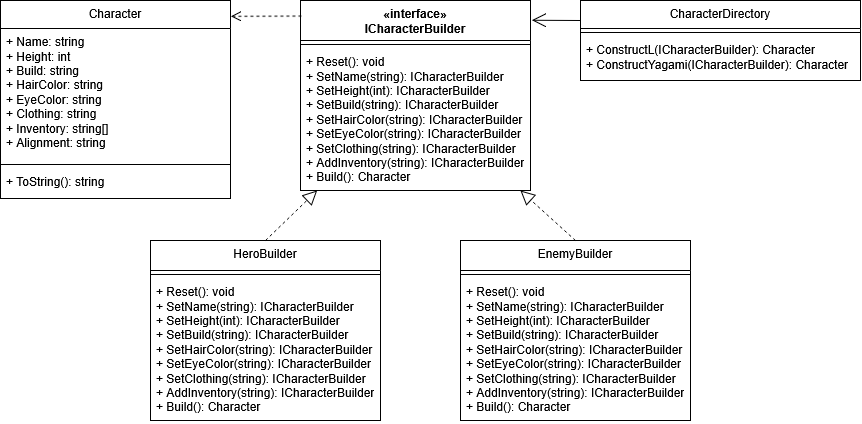 Character
+ Name: string
+ Height: int
+ Build: string
+ HairColor: string
+ EyeColor: string
+ Clothing: string
+ Inventory: string[]
+ Alignment: string
+ ToString(): string
«interface»
ICharacterBuilder
+ Reset(): void
+ SetName(string): ICharacterBuilder
+ SetHeight(int): ICharacterBuilder
+ SetBuild(string): ICharacterBuilder
+ SetHairColor(string): ICharacterBuilder
+ SetEyeColor(string): ICharacterBuilder
+ SetClothing(string): ICharacterBuilder
+ AddInventory(string): ICharacterBuilder
+ Build(): Character
CharacterDirectory
+ ConstructL(ICharacterBuilder): Character
+ ConstructYagami(ICharacterBuilder): Character
HeroBuilder
+ Reset(): void
+ SetName(string): ICharacterBuilder
+ SetHeight(int): ICharacterBuilder
+ SetBuild(string): ICharacterBuilder
+ SetHairColor(string): ICharacterBuilder
+ SetEyeColor(string): ICharacterBuilder
+ SetClothing(string): ICharacterBuilder
+ AddInventory(string): ICharacterBuilder
+ Build(): Character
EnemyBuilder
+ Reset(): void
+ SetName(string): ICharacterBuilder
+ SetHeight(int): ICharacterBuilder
+ SetBuild(string): ICharacterBuilder
+ SetHairColor(string): ICharacterBuilder
+ SetEyeColor(string): ICharacterBuilder
+ SetClothing(string): ICharacterBuilder
+ AddInventory(string): ICharacterBuilder
+ Build(): Character